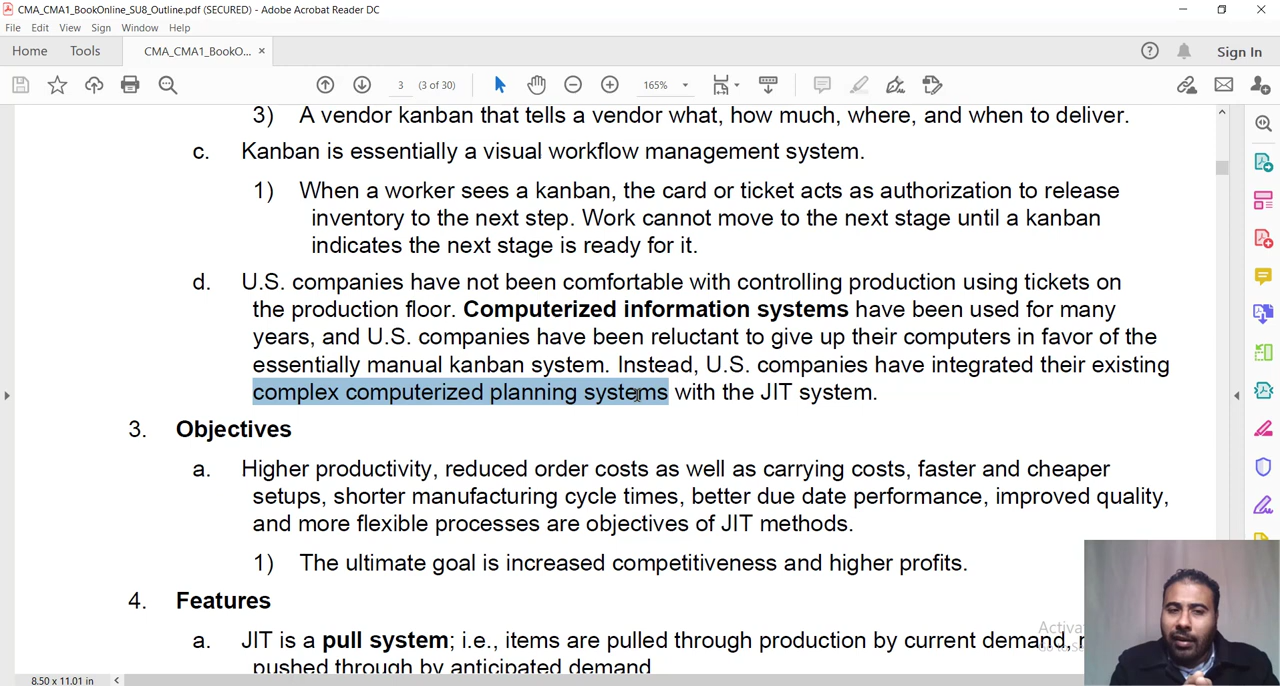 CMA_CMA1_BookOnline_SU8_Outline.pdf (SECURED) - Adobe Acrobat Reader DC
File Edit View Sign Window Help
Home Tools CMA_CMA1_BookO... × Sign In
3 (3 of 30) 165%
3) A vendor kanban that tells a vendor what, how much, where, and when to deliver.
c. Kanban is essentially a visual workflow management system.
1) When a worker sees a kanban, the card or ticket acts as authorization to release
inventory to the next step. Work cannot move to the next stage until a kanban
indicates the next stage is ready for it.
d. U.S. companies have not been comfortable with controlling production using tickets on
the production floor. Computerized information systems have been used for many
years, and U.S. companies have been reluctant to give up their computers in favor of the
essentially manual kanban system. Instead, U.S. companies have integrated their existing
complex computerized planning systems with the JIT system.
3. Objectives
a. Higher productivity, reduced order costs as well as carrying costs, faster and cheaper
setups, shorter manufacturing cycle times, better due date performance, improved quality,
and more flexible processes are objectives of JIT methods.
1) The ultimate goal is increased competitiveness and higher profits.
4. Features
a. JIT is a pull system; i.e., items are pulled through production by current demand,
pushed through by anticipated demand
8.50 x 11.01 in